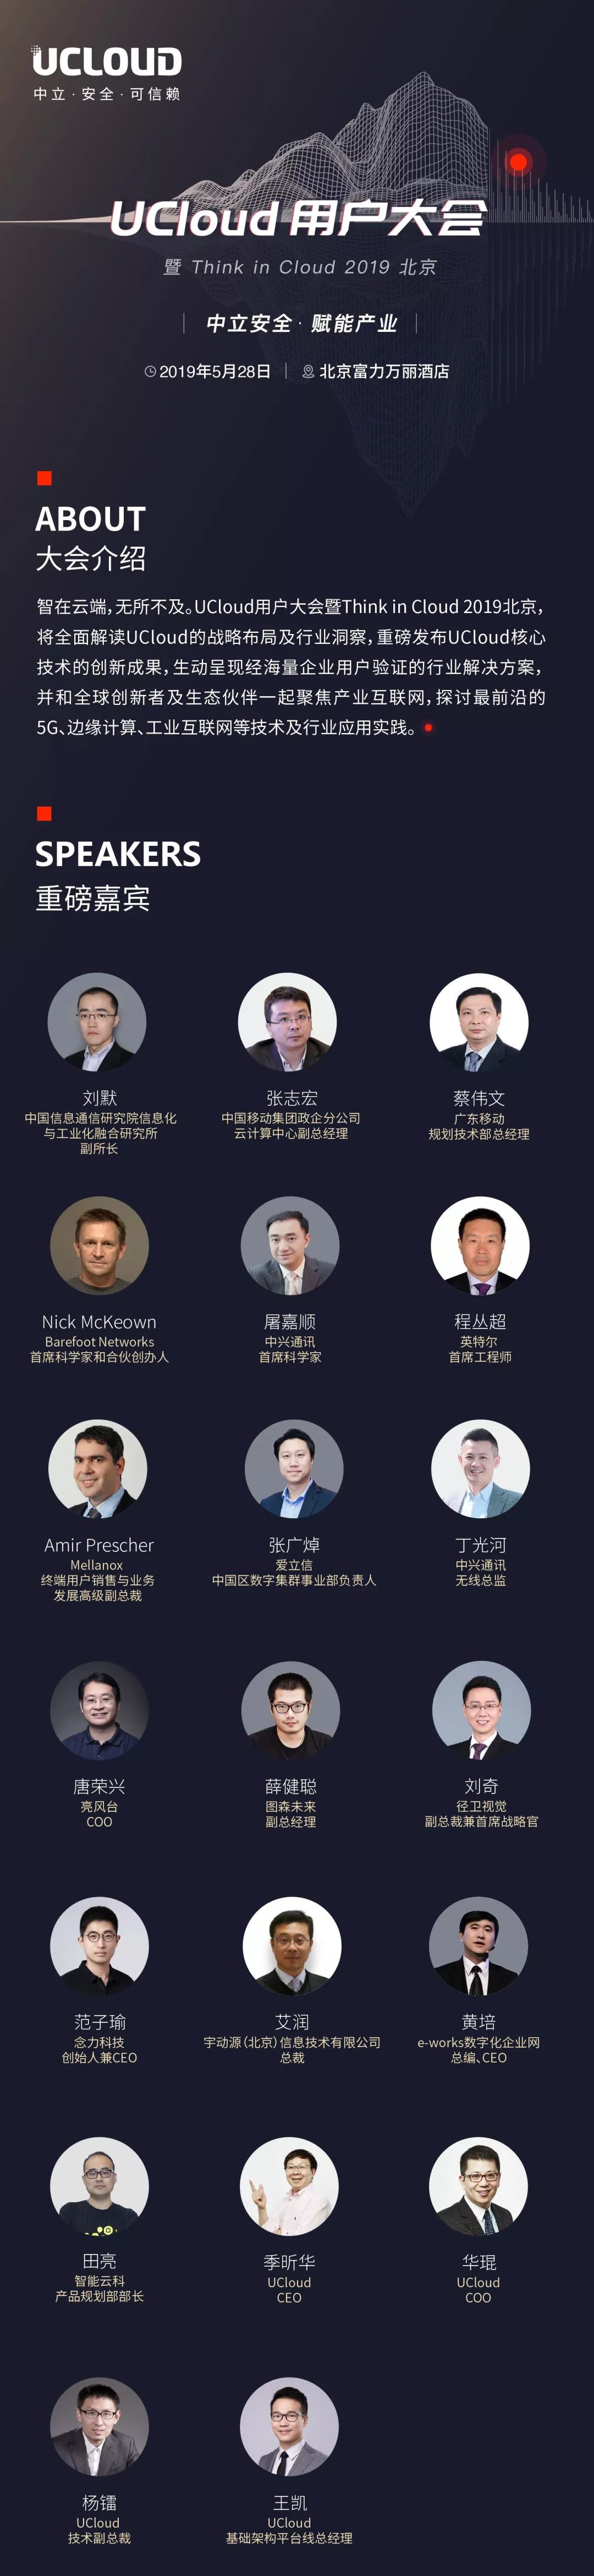 UCLOUD
中立·安全·可信赖
UCloud 用户大会
暨 Think in Cloud 2019 北京
中立安全·赋能产业
2019年5月28日 | 北京富力万丽酒店
ABOUT
大会介绍
智在云端,无所不及。UCloud用户大会暨Think in Cloud 2019北京,
将全面解读UCloud的战略布局及行业洞察,重磅发布UCloud核心
技术的创新成果,生动呈现经海量企业用户验证的行业解决方案,
并和全球创新者及生态伙伴一起聚焦产业互联网,探讨最前沿的
5G、边缘计算、工业互联网等技术及行业应用实践。
SPEAKERS
重磅嘉宾
刘默
中国信息通信研究院信息化
与工业化融合研究所
副所长
张志宏
中国移动集团政企分公司
云计算中心副总经理
蔡伟文
广东移动
规划技术部总经理
Nick McKeown
Barefoot Networks
首席科学家和合伙创办人
屠嘉顺
中兴通讯
首席科学家
程丛超
英特尔
首席工程师
Amir Prescher
Mellanox
终端用户销售与业务
发展高级副总裁
张广焯
爱立信
中国区数字集群事业部负责人
丁光河
中兴通讯
无线总监
唐荣兴
亮风台
COO
薛健聪
图森未来
副总经理
刘奇
径卫视觉
副总裁兼首席战略官
范子瑜
念力科技
创始人兼CEO
艾润
宇动源(北京)信息技术有限公司
总裁
黄培
e-works数字化企业网
总编、CEO
田亮
智能云科
产品规划部部长
季昕华
UCloud
CEO
华琨
UCloud
COO
杨镭
UCloud
技术副总裁
王凯
UCloud
基础架构平台线总经理